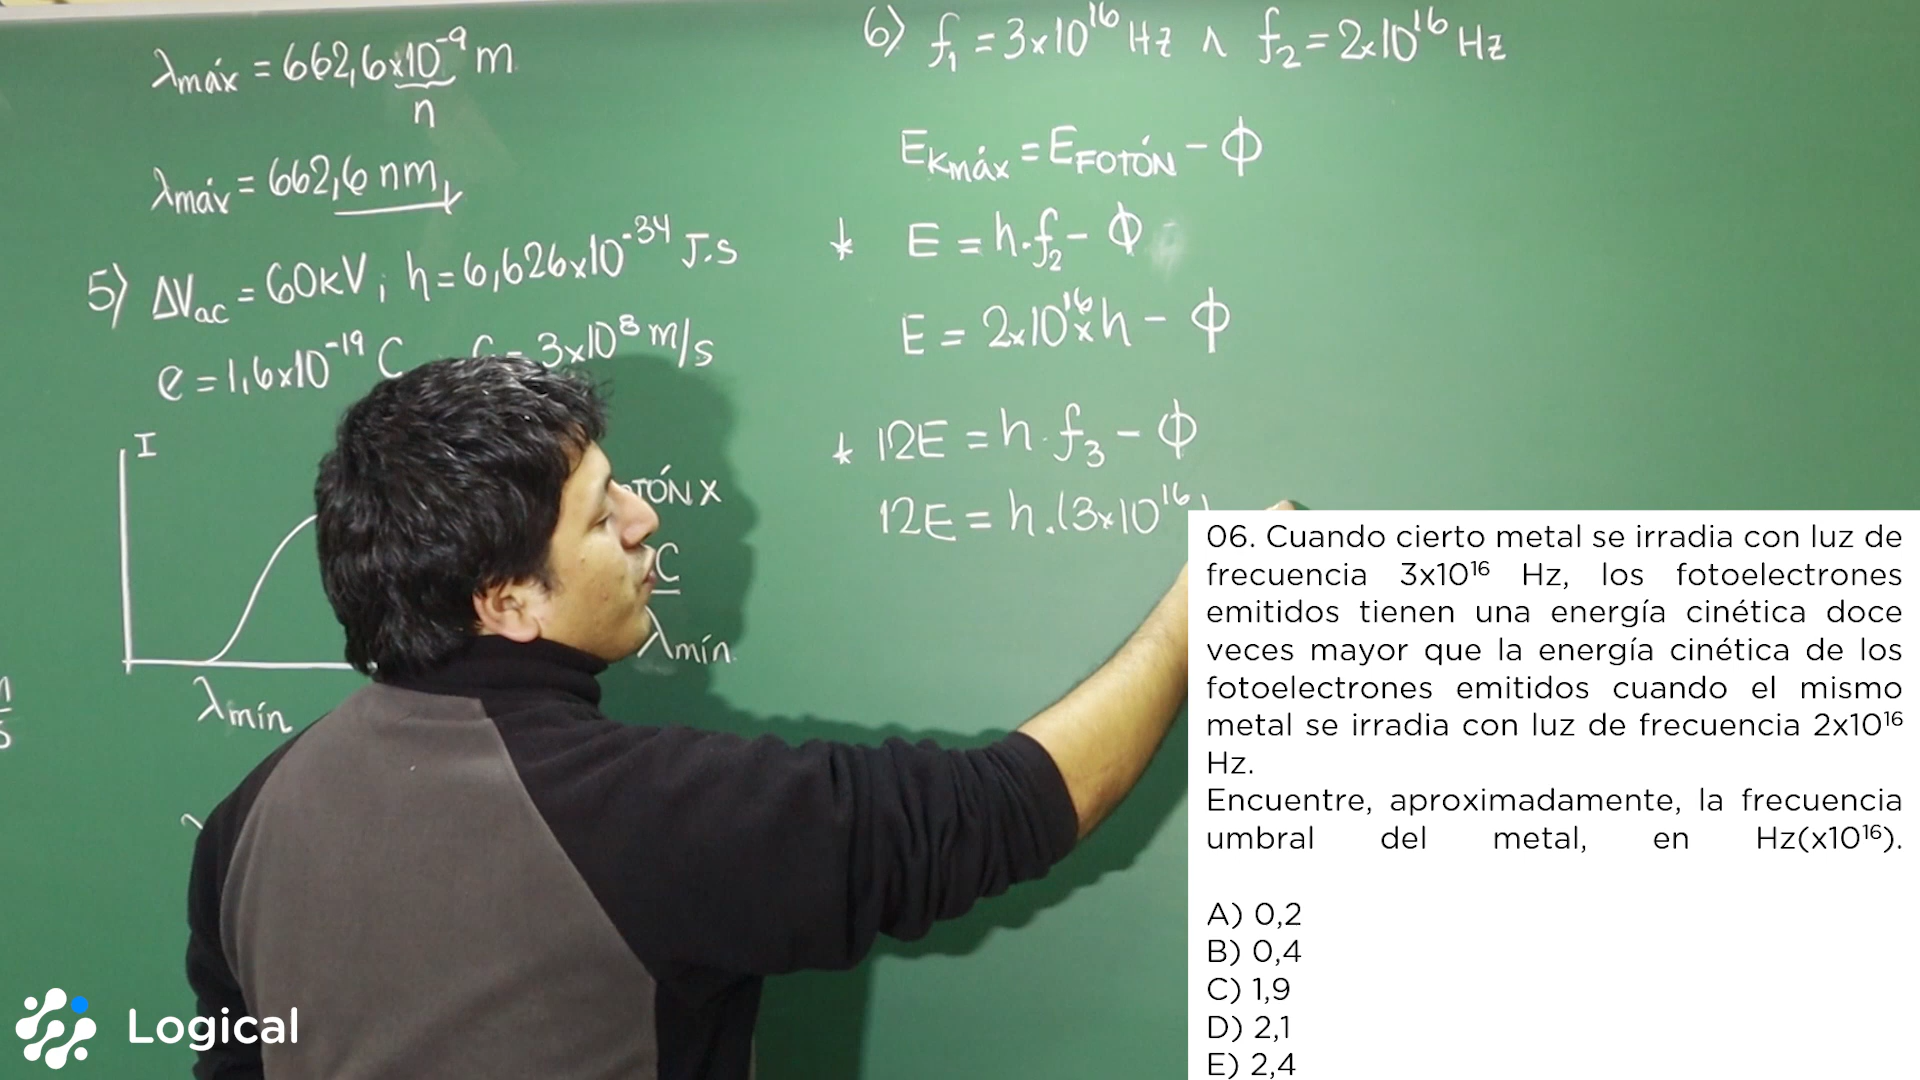 λmáx = 662,6x10⁻⁹ m
n
λmáx = 662,6 nm
5) ΔVac = 60kV; h = 6,626x10⁻³⁴ J.s
e = 1,6x10⁻¹⁹ C 3x10⁸ m/s
I
TÓN X
C
λmín
λmín
6) f₁ = 3x10¹⁶ Hz ∧ f₂ = 2x10¹⁶ Hz
EKmáx = EFOTÓN - Φ
* E = h.f₂ - Φ
E = 2x10¹⁶xh - Φ
* 12E = h.f₃ - Φ
12E = h.(3x10¹⁶)
06. Cuando cierto metal se irradia con luz de
frecuencia 3x10¹⁶ Hz, los fotoelectrones
emitidos tienen una energía cinética doce
veces mayor que la energía cinética de los
fotoelectrones emitidos cuando el mismo
metal se irradia con luz de frecuencia 2x10¹⁶
Hz.
Encuentre, aproximadamente, la frecuencia
umbral del metal, en Hz(x10¹⁶).
A) 0,2
B) 0,4
C) 1,9
D) 2,1
E) 2,4
Logical